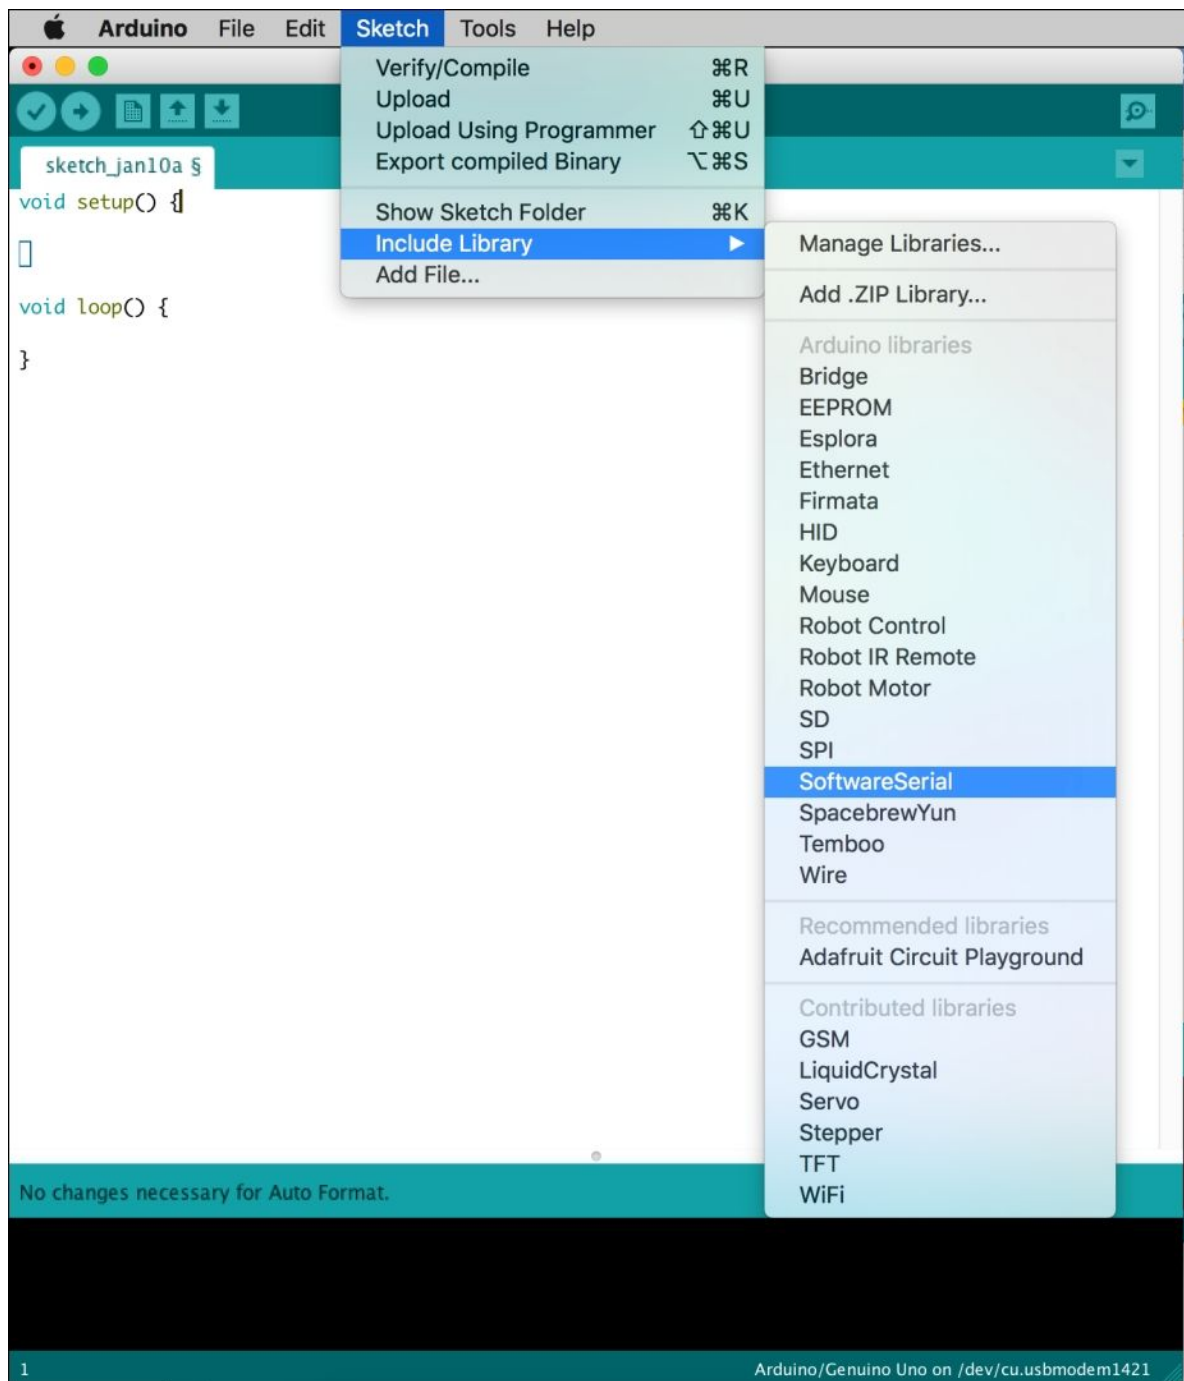 Arduino File Edit Sketch Tools Help
Verify/Compile ⌘R
Upload ⌘U
Upload Using Programmer ⇧⌘U
Export compiled Binary ⌥⌘S
Show Sketch Folder ⌘K
Include Library ▶
Add File...
sketch_jan10a §
void setup() {
}
void loop() {
}
Manage Libraries...
Add .ZIP Library...
Arduino libraries
Bridge
EEPROM
Esplora
Ethernet
Firmata
HID
Keyboard
Mouse
Robot Control
Robot IR Remote
Robot Motor
SD
SPI
SoftwareSerial
SpacebrewYun
Temboo
Wire
Recommended libraries
Adafruit Circuit Playground
Contributed libraries
GSM
LiquidCrystal
Servo
Stepper
TFT
WiFi
No changes necessary for Auto Format.
1 Arduino/Genuino Uno on /dev/cu.usbmodem1421